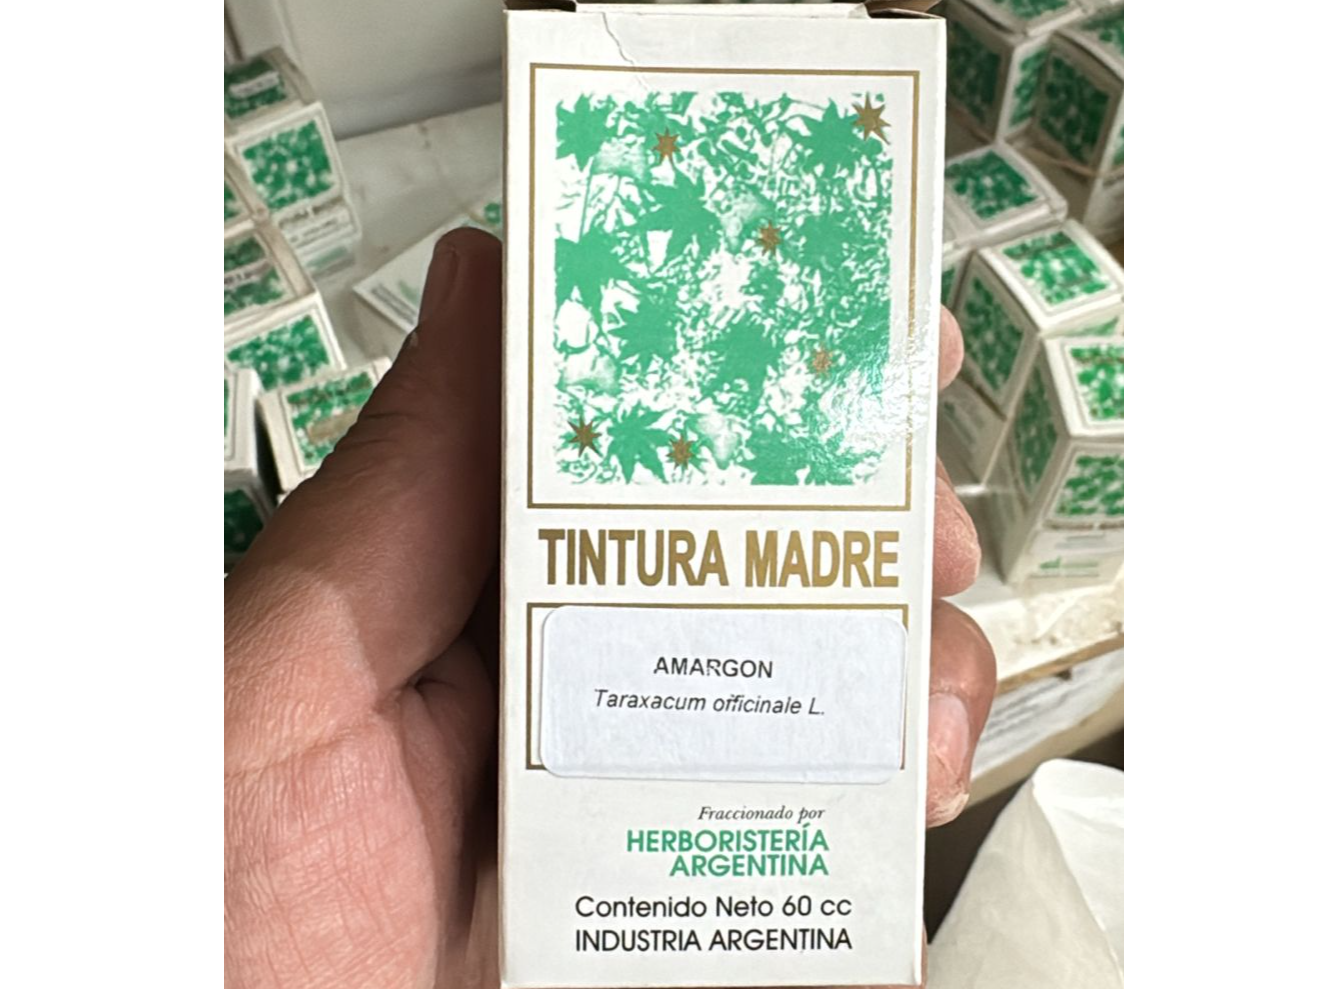 TINTURA MADRE
AMARGON
Taraxacum officinale L.
Fraccionado por
HERBORISTERÍA
ARGENTINA
Contenido Neto 60 cc
INDUSTRIA ARGENTINA